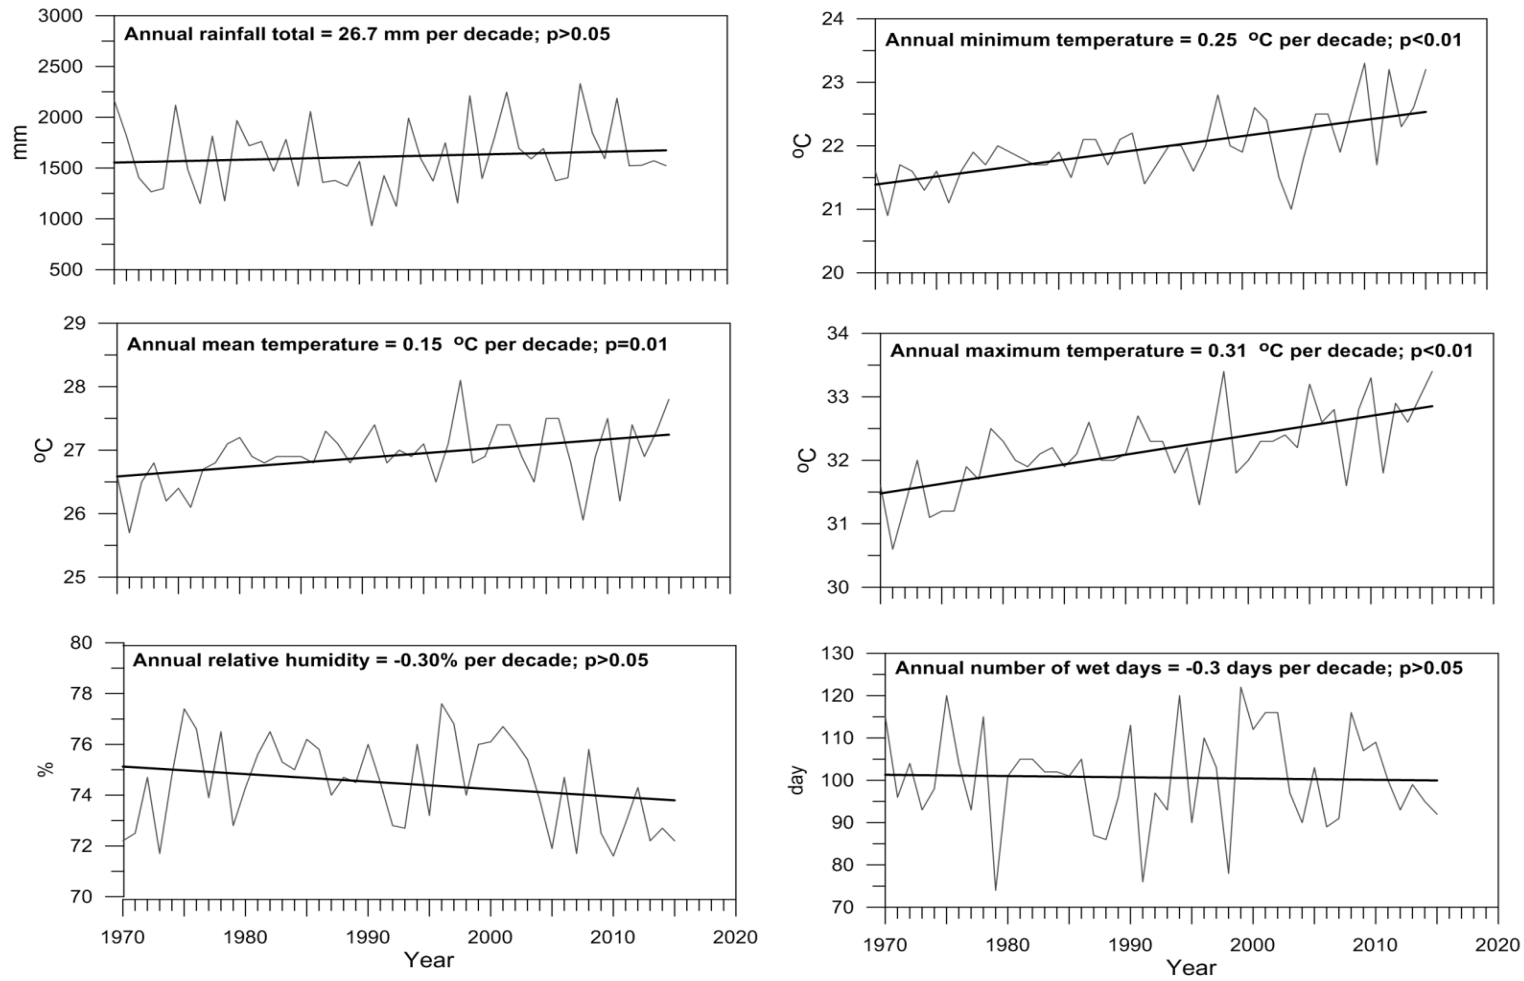 Annual rainfall total = 26.7 mm per decade; p>0.05
3000
2500
2000
1500
1000
500
mm
Annual minimum temperature = 0.25 ºC per decade; p<0.01
24
23
22
21
20
ºC
Annual mean temperature = 0.15 ºC per decade; p=0.01
29
28
27
26
25
ºC
Annual maximum temperature = 0.31 ºC per decade; p<0.01
34
33
32
31
30
ºC
Annual relative humidity = -0.30% per decade; p>0.05
80
78
76
74
72
70
%
1970 1980 1990 2000 2010 2020
Year
Annual number of wet days = -0.3 days per decade; p>0.05
130
120
110
100
90
80
70
day
1970 1980 1990 2000 2010 2020
Year